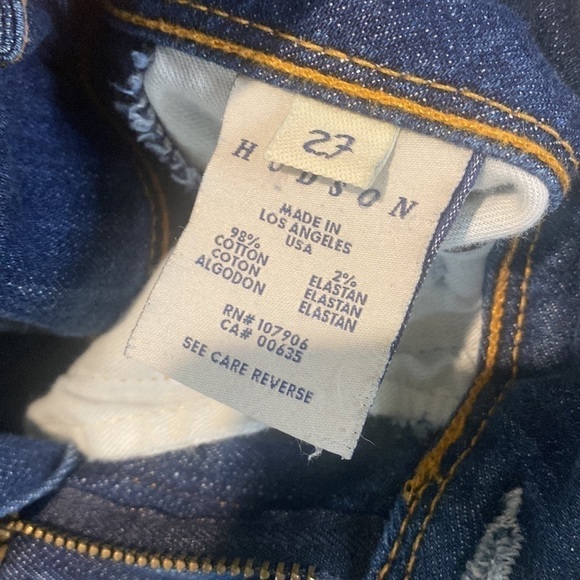 27
HUDSON
MADE IN
LOS ANGELES
USA
98%
COTTON
COTON
ALGODON
2%
ELASTAN
ELASTAN
ELASTAN
RN# 107906
CA# 00635
SEE CARE REVERSE